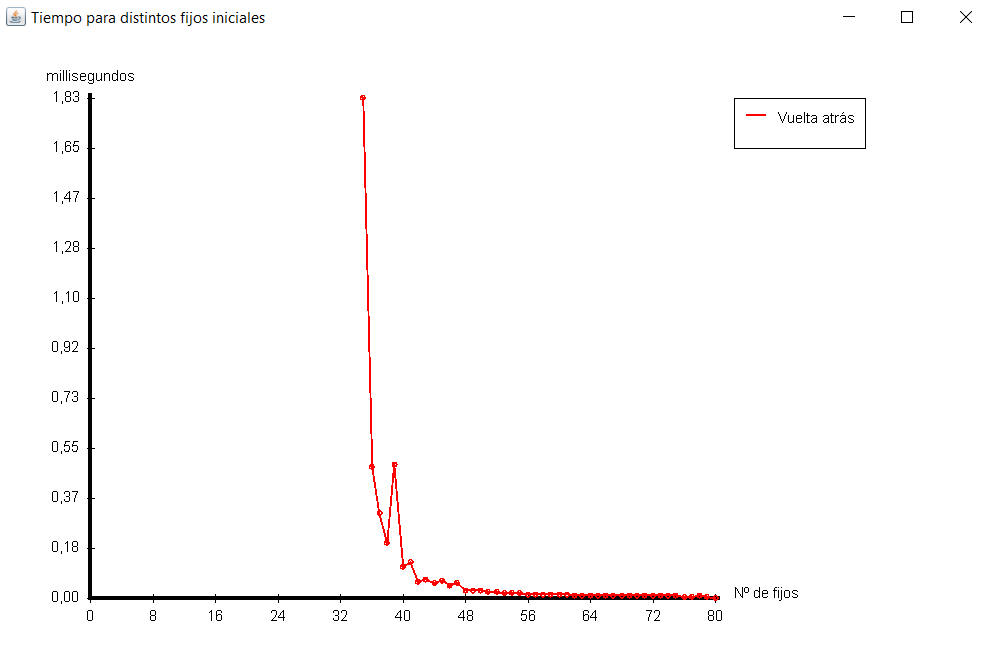 Tiempo para distintos fijos iniciales
millisegundos
1,83
1,65
1,47
1,28
1,10
0,92
0,73
0,55
0,37
0,18
0,00
Vuelta atrás
Nº de fijos
0 8 16 24 32 40 48 56 64 72 80